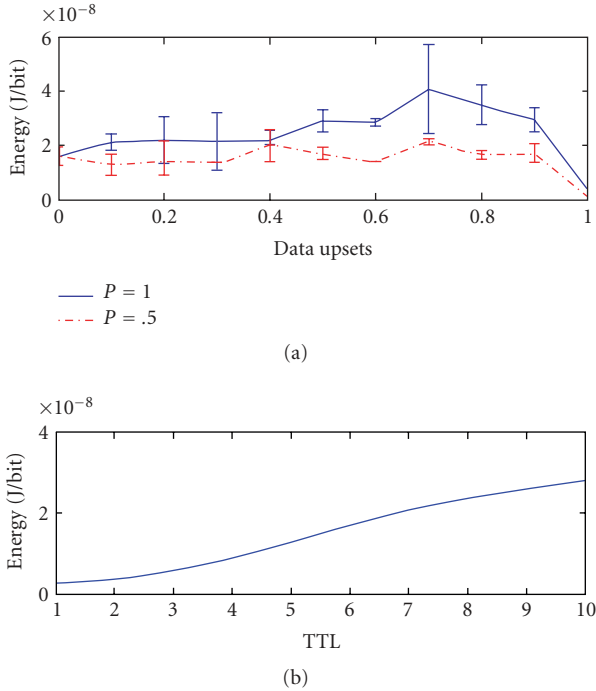 ×10−8
6
4
2
0
Energy (J/bit)
0 0.2 0.4 0.6 0.8 1
Data upsets
P = 1
P = .5
(a)
×10−8
4
2
0
Energy (J/bit)
1 2 3 4 5 6 7 8 9 10
TTL
(b)